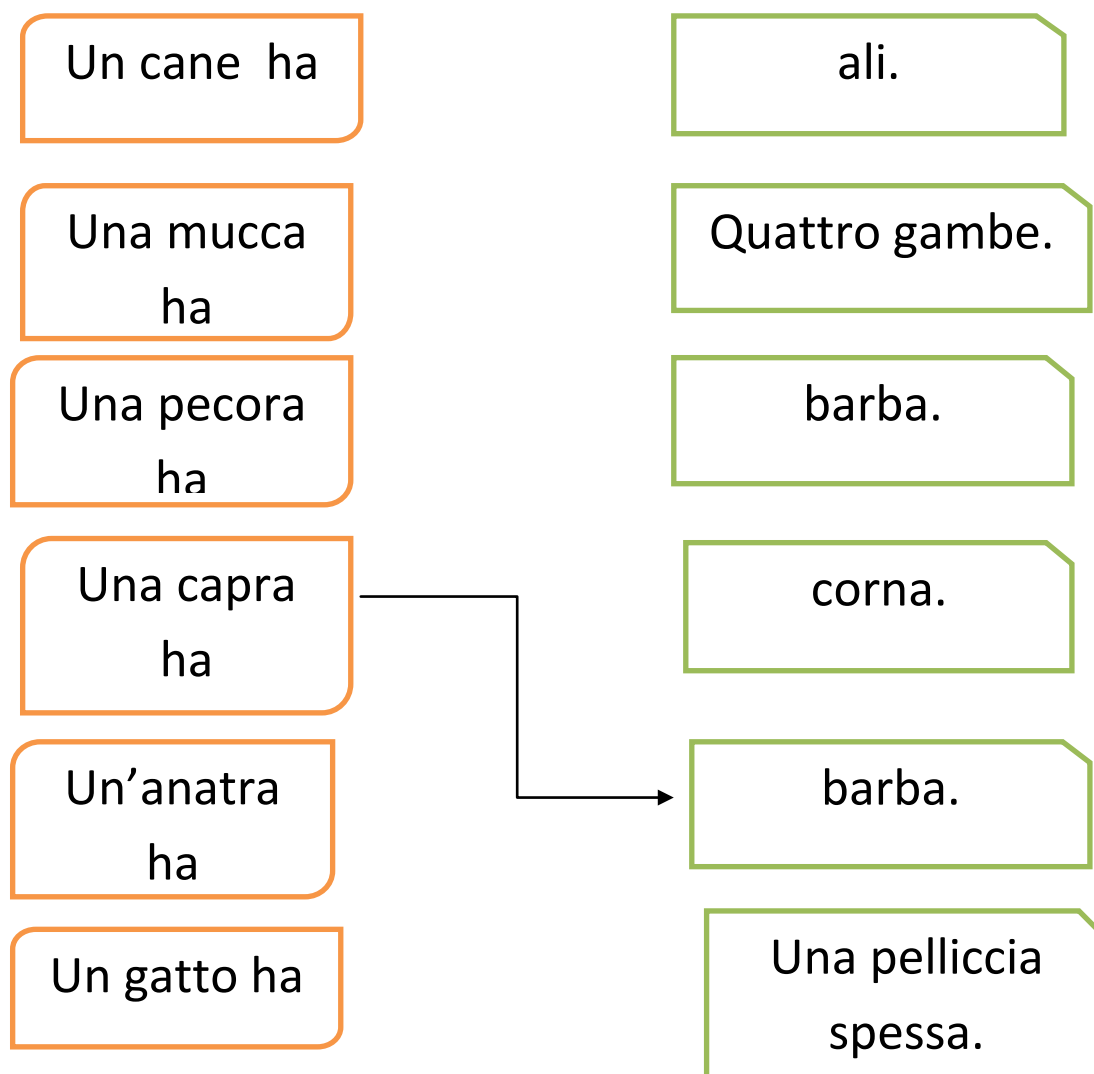 Un cane ha
ali.
Una mucca
ha
Quattro gambe.
Una pecora
ha
barba.
Una capra
ha
corna.
Un’anatra
ha
barba.
Un gatto ha
Una pelliccia
spessa.